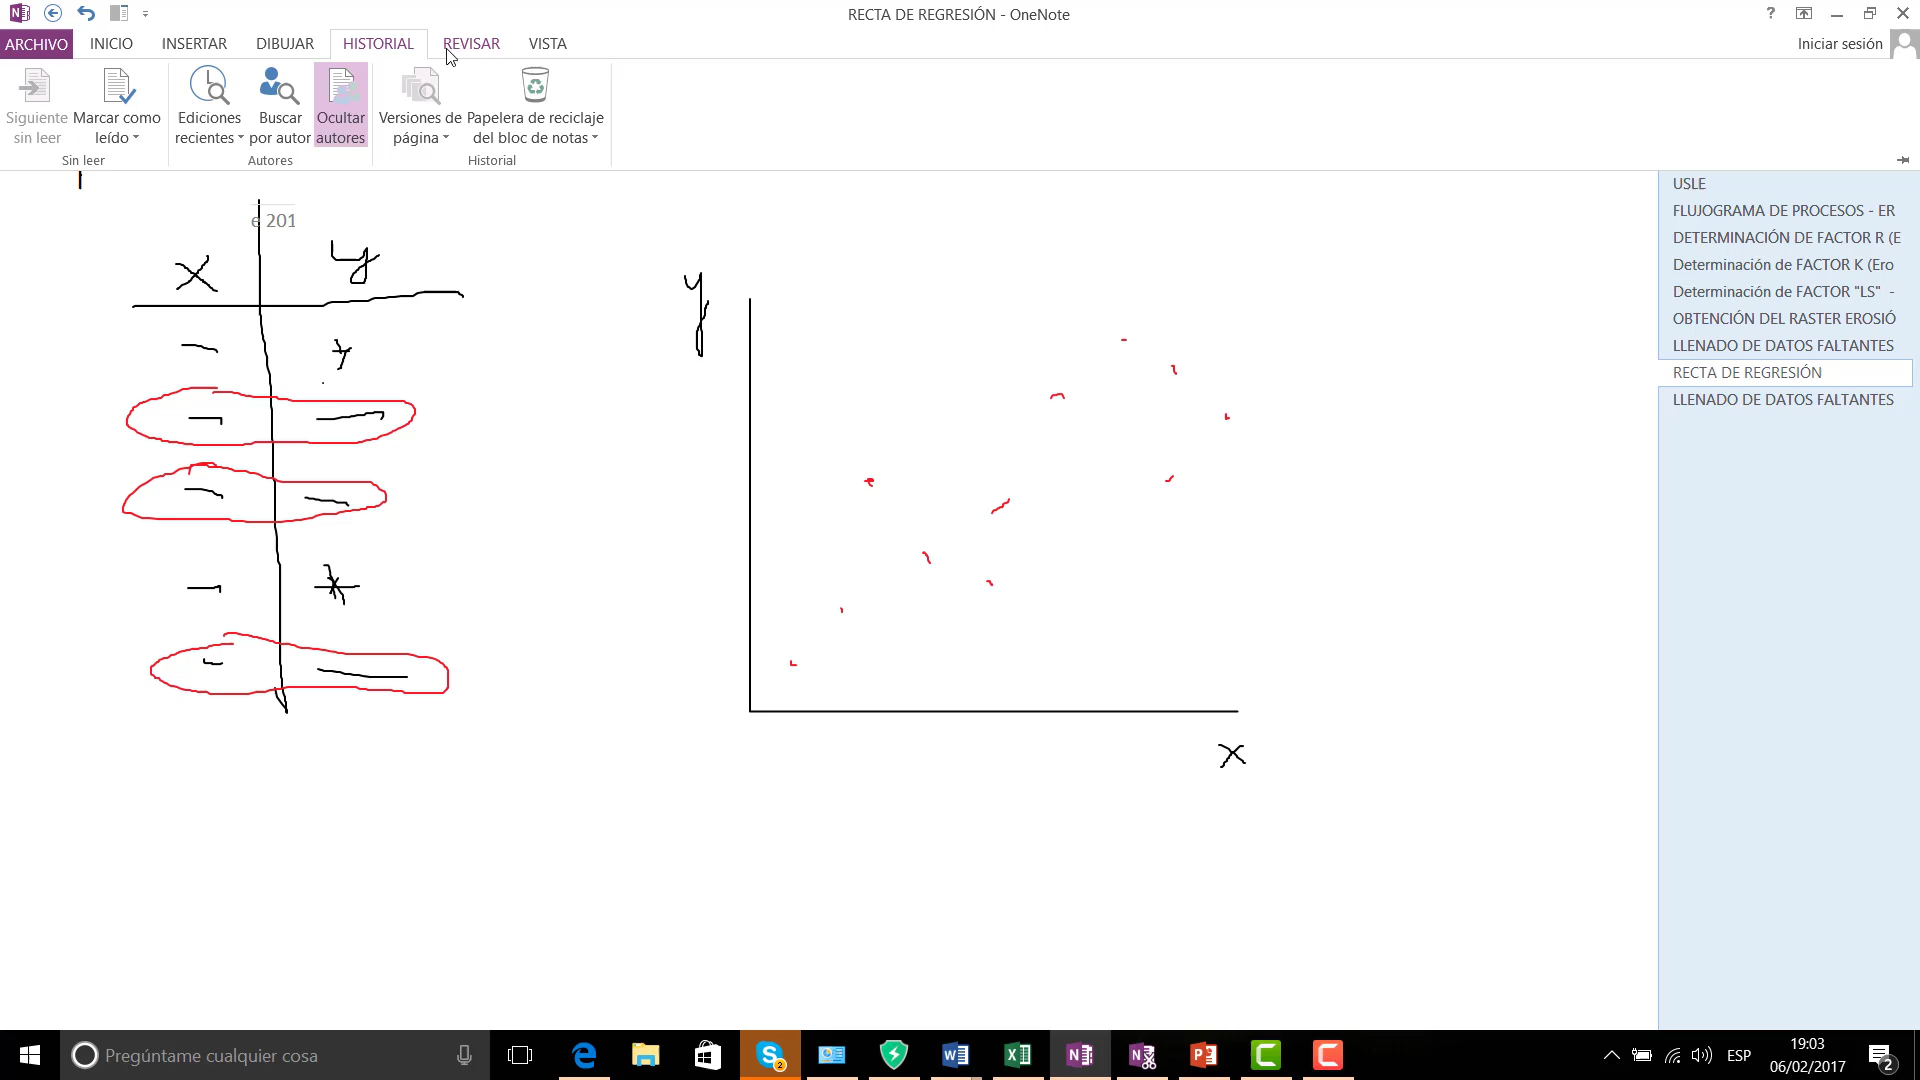 RECTA DE REGRESIÓN - OneNote
ARCHIVO INICIO INSERTAR DIBUJAR HISTORIAL REVISAR VISTA
Iniciar sesión
Siguiente sin leer
Marcar como leído
Sin leer
Ediciones recientes
Buscar por autor
Ocultar autores
Autores
Versiones de página
Papelera de reciclaje del bloc de notas
Historial
e 201
x y
y
x
USLE
FLUJOGRAMA DE PROCESOS - ER
DETERMINACIÓN DE FACTOR R (E
Determinación de FACTOR K (Ero
Determinación de FACTOR "LS" -
OBTENCIÓN DEL RASTER EROSIÓ
LLENADO DE DATOS FALTANTES
RECTA DE REGRESIÓN
LLENADO DE DATOS FALTANTES
Pregúntame cualquier cosa
2
ESP
19:03
06/02/2017
2